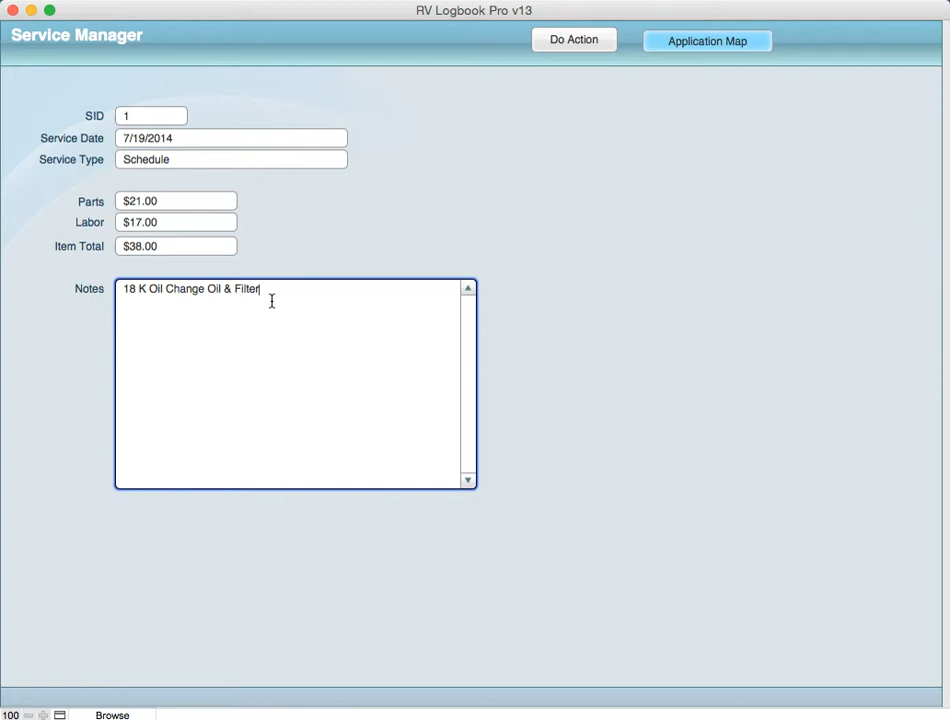 RV Logbook Pro v13
Service Manager
Do Action
Application Map
SID 1
Service Date 7/19/2014
Service Type Schedule
Parts $21.00
Labor $17.00
Item Total $38.00
Notes 18 K Oil Change Oil & Filter
100 Browse